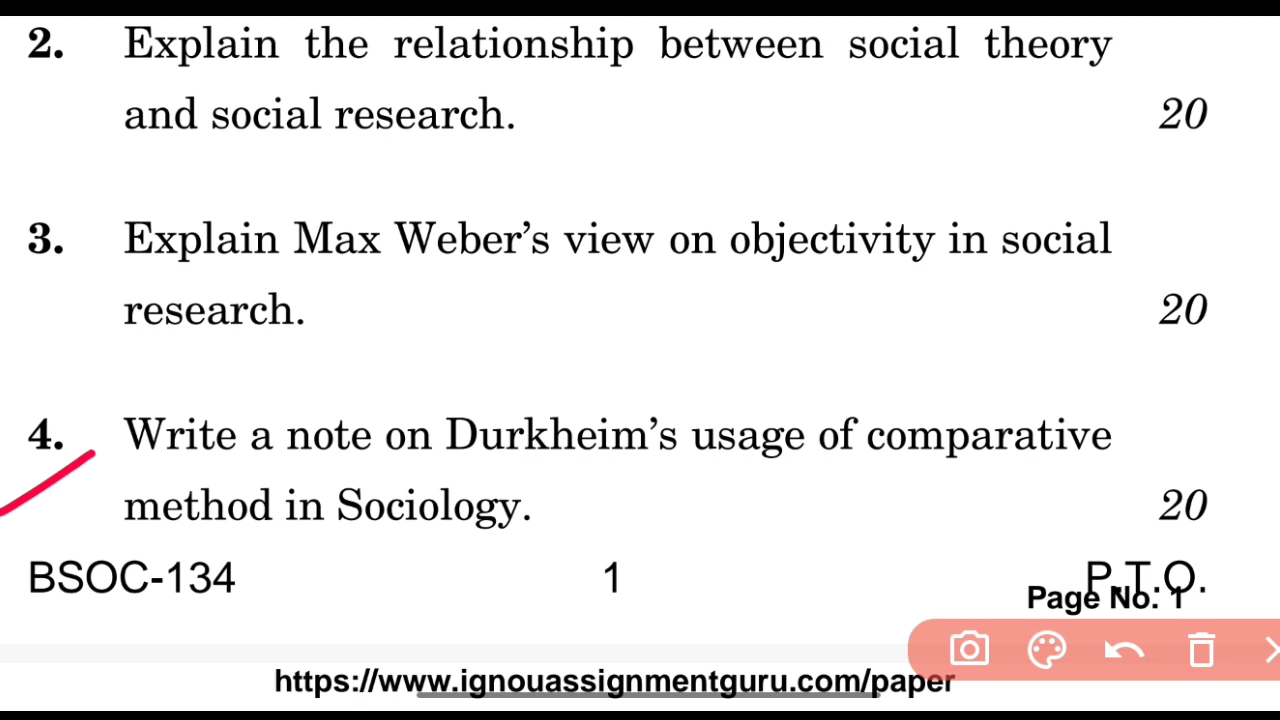 2. Explain the relationship between social theory
and social research. 20
3. Explain Max Weber's view on objectivity in social
research. 20
4. Write a note on Durkheim's usage of comparative
method in Sociology. 20
BSOC-134 1 P.T.O.
Page No. 1
https://www.ignouassignmentguru.com/paper